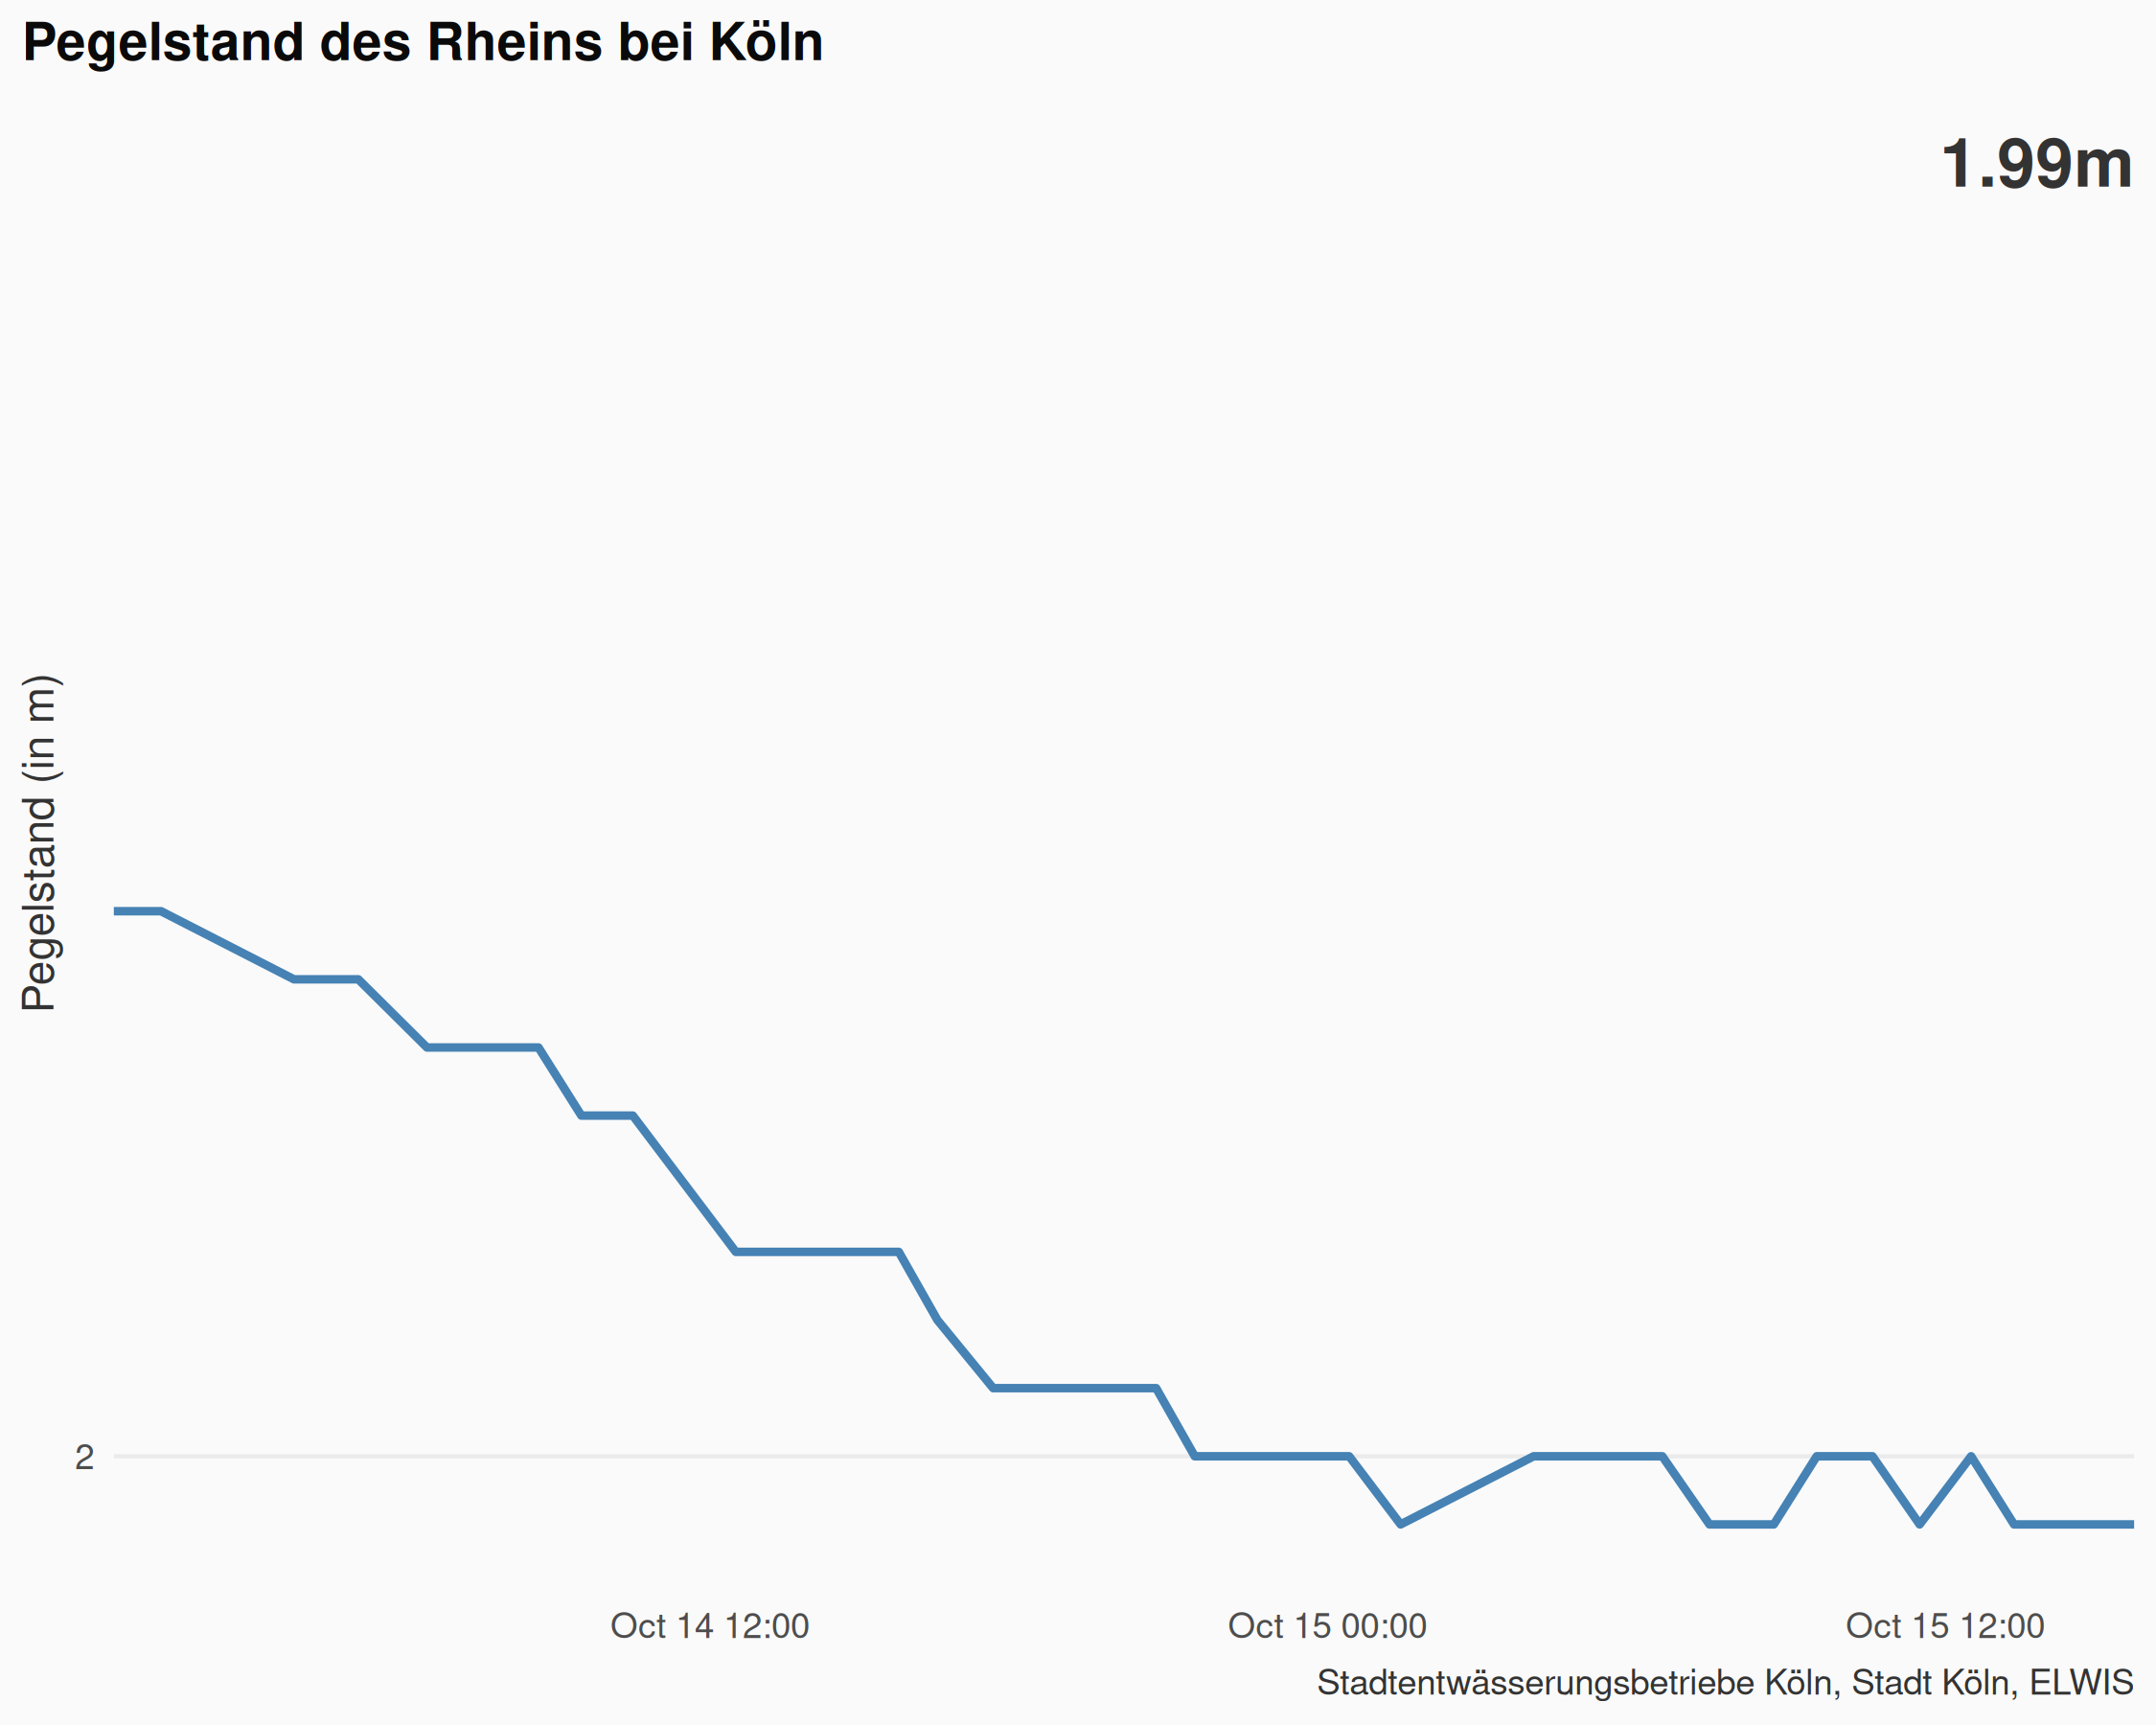 Pegelstand des Rheins bei Köln
1.99m
Pegelstand (in m)
2
Oct 14 12:00
Oct 15 00:00
Oct 15 12:00
Stadtentwässerungsbetriebe Köln, Stadt Köln, ELWIS